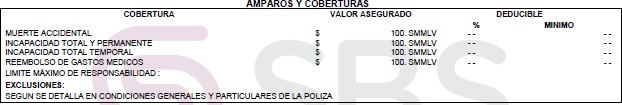 AMPAROS Y COBERTURAS
COBERTURA VALOR ASEGURADO DEDUCIBLE
% MINIMO
MUERTE ACCIDENTAL $ 100. SMMLV -- --
INCAPACIDAD TOTAL Y PERMANENTE $ 100. SMMLV -- --
INCAPACIDAD TOTAL TEMPORAL $ 100. SMMLV -- --
REEMBOLSO DE GASTOS MEDICOS $ 100. SMMLV -- --
LIMITE MÁXIMO DE RESPONSABILIDAD :
EXCLUSIONES:
SEGUN SE DETALLA EN CONDICIONES GENERALES Y PARTICULARES DE LA POLIZA
SBS